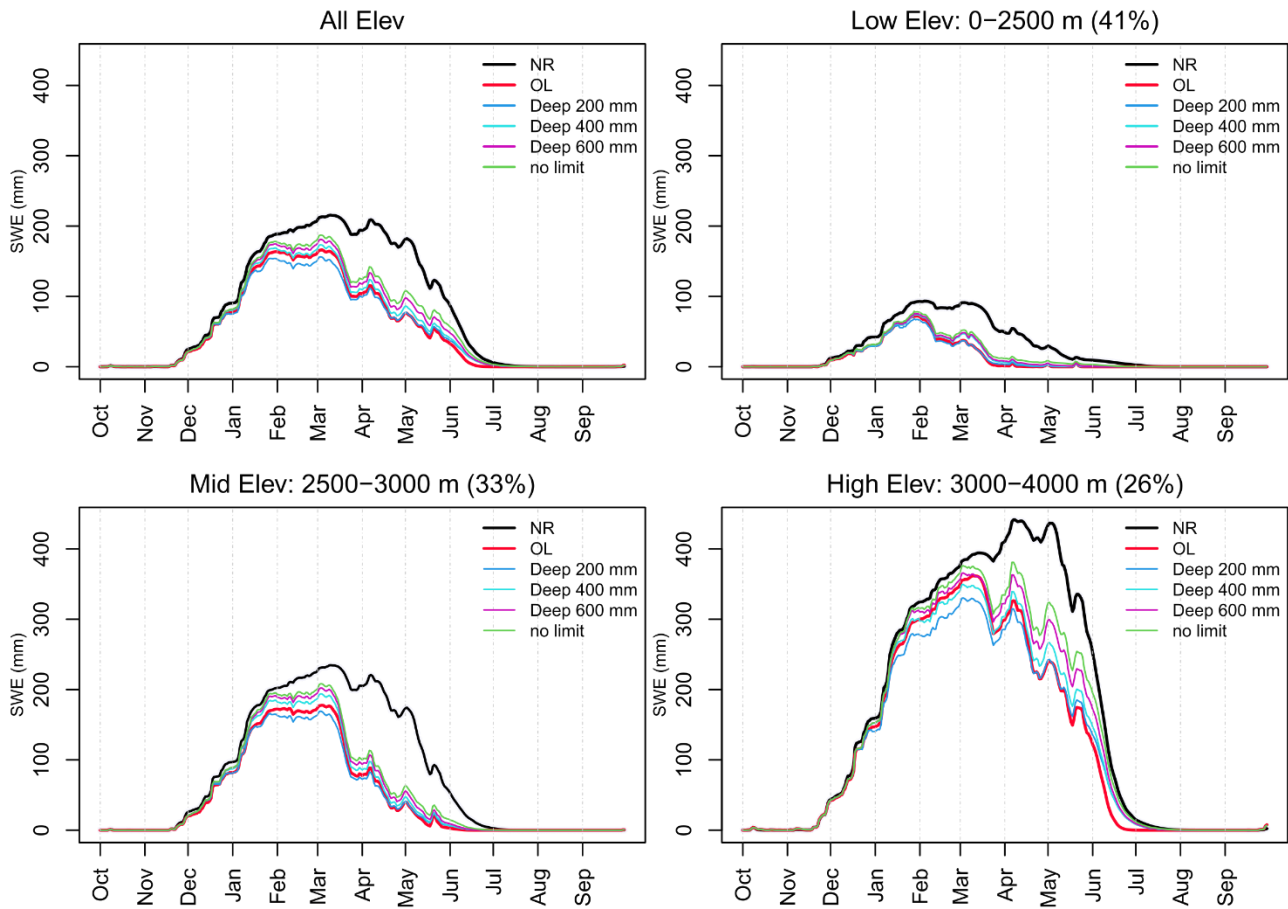 All Elev
SWE (mm)
400
300
200
100
0
NR
OL
Deep 200 mm
Deep 400 mm
Deep 600 mm
no limit
Oct Nov Dec Jan Feb Mar Apr May Jun Jul Aug Sep
Low Elev: 0−2500 m (41%)
SWE (mm)
400
300
200
100
0
NR
OL
Deep 200 mm
Deep 400 mm
Deep 600 mm
no limit
Oct Nov Dec Jan Feb Mar Apr May Jun Jul Aug Sep
Mid Elev: 2500−3000 m (33%)
SWE (mm)
400
300
200
100
0
NR
OL
Deep 200 mm
Deep 400 mm
Deep 600 mm
no limit
Oct Nov Dec Jan Feb Mar Apr May Jun Jul Aug Sep
High Elev: 3000−4000 m (26%)
SWE (mm)
400
300
200
100
0
NR
OL
Deep 200 mm
Deep 400 mm
Deep 600 mm
no limit
Oct Nov Dec Jan Feb Mar Apr May Jun Jul Aug Sep